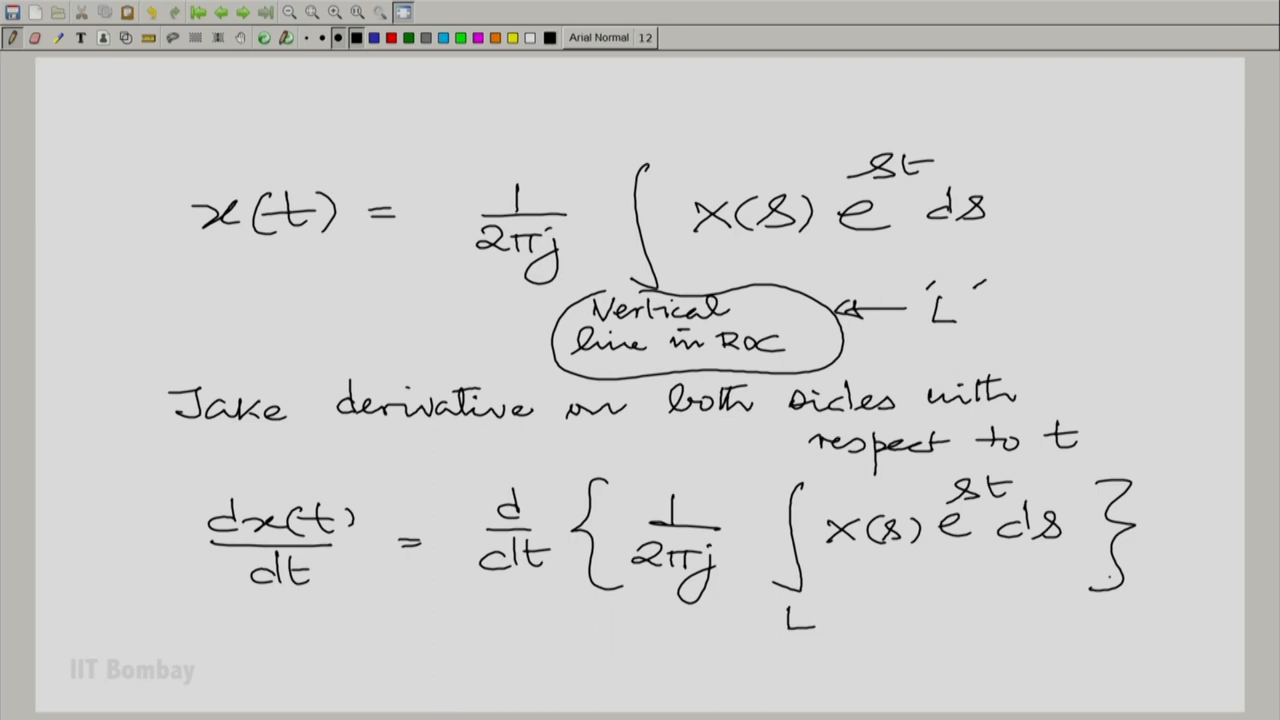 Arial Normal 12
x(t) = 1/2πj ∫ X(s) e^st ds
Vertical
line in ROC
← 'L'
Take derivative on both sides with
respect to t
dx(t)/dt = d/dt { 1/2πj ∫_L X(s) e^st ds }
IIT Bombay